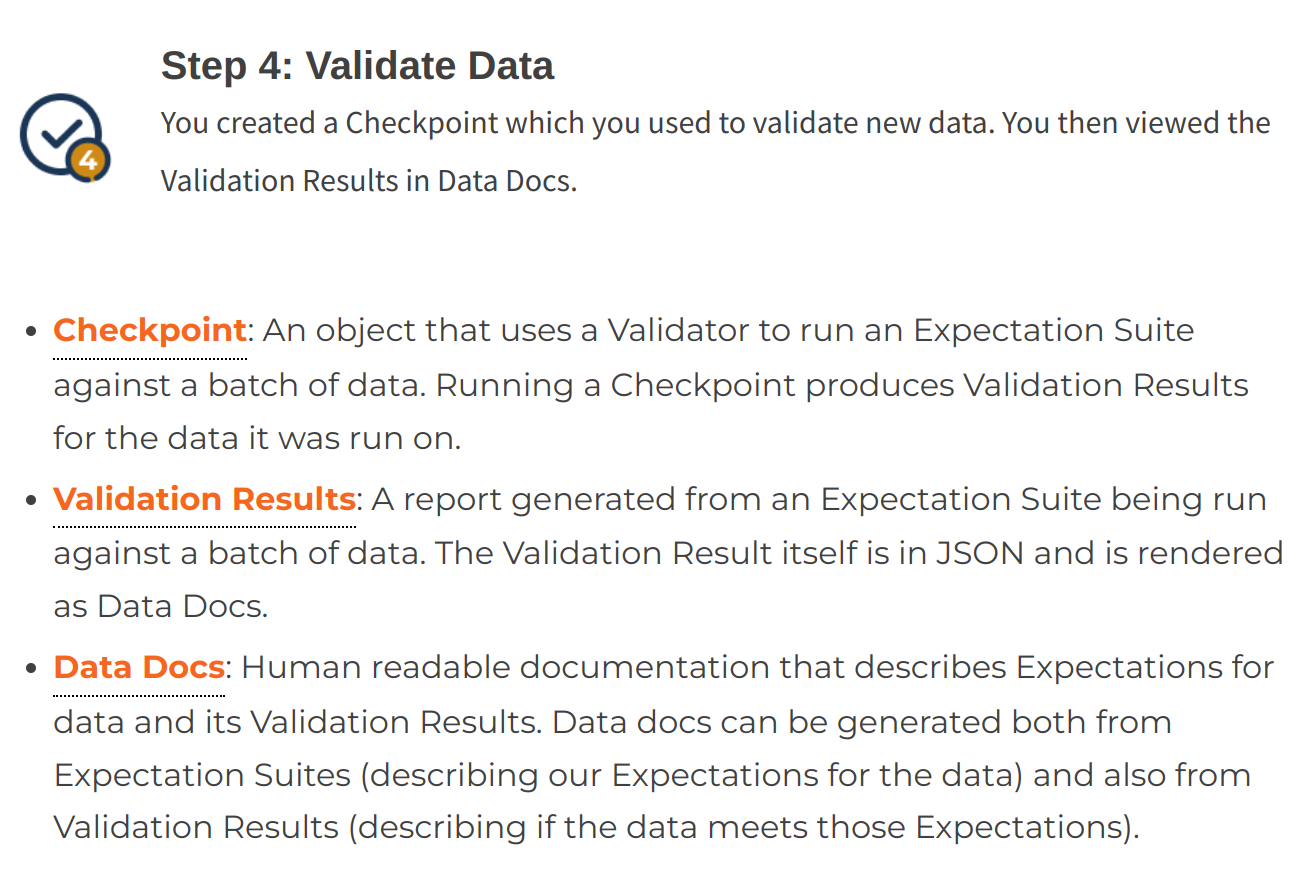 Step 4: Validate Data
You created a Checkpoint which you used to validate new data. You then viewed the
4
Validation Results in Data Docs.
• Checkpoint: An object that uses a Validator to run an Expectation Suite
against a batch of data. Running a Checkpoint produces Validation Results
for the data it was run on.
• Validation Results: A report generated from an Expectation Suite being run
against a batch of data. The Validation Result itself is in JSON and is rendered
as Data Docs.
• Data Docs: Human readable documentation that describes Expectations for
data and its Validation Results. Data docs can be generated both from
Expectation Suites (describing our Expectations for the data) and also from
Validation Results (describing if the data meets those Expectations).